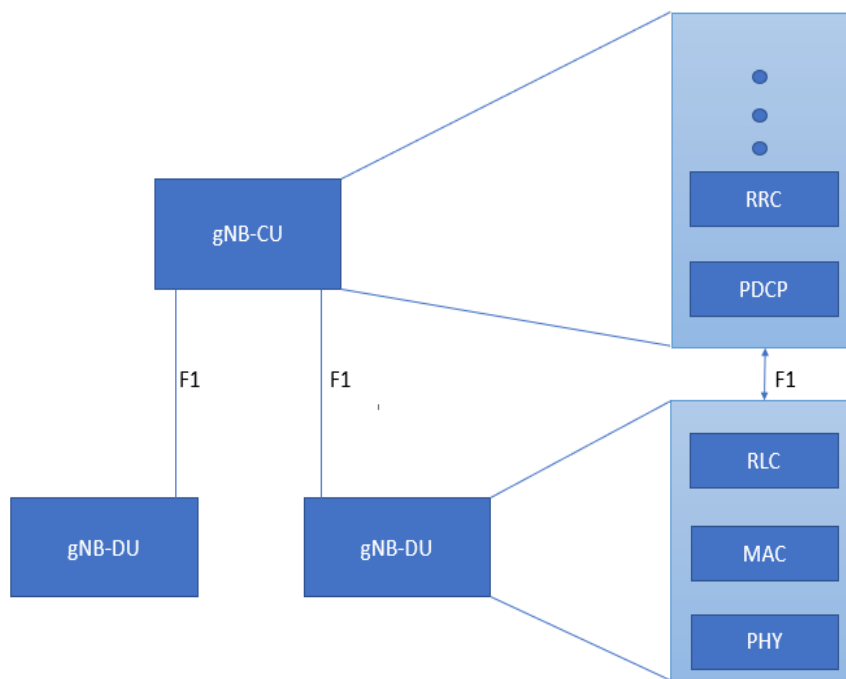 RRC
gNB-CU
PDCP
F1
F1
F1
RLC
gNB-DU
gNB-DU
MAC
PHY